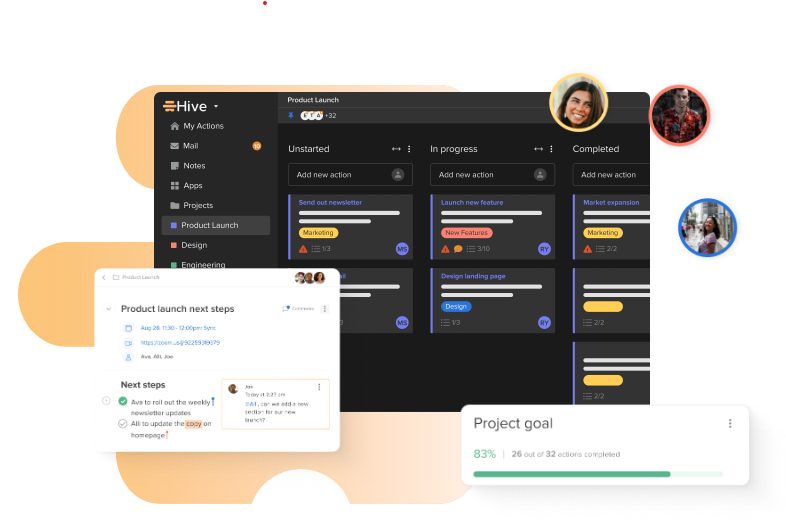 Hive
My Actions
Mail
10
Notes
Apps
Projects
Product Launch
Design
Engineering
Product Launch
E T A +32
Unstarted
Add new action
Send out newsletter
Marketing
1/3
MS
1/3
MS
In progress
Add new action
Launch new feature
New Features
3/10
RY
Design landing page
Design
1/3
RY
Completed
Add new action
Market expansion
Marketing
2/2
2/2
2/2
Product Launch
Product launch next steps
Comments
Aug 28, 11:30 - 12:00pm: Sync
https://zoem.us@92259319579
Ava, Alli, Joe
Next steps
Ava to roll out the weekly
newsletter updates
Alli to update the copy on
homepage
Joe
Today at 2:27 pm
, can we add a new
section for our new
launch?
Project goal
83% | 26 out of 32 actions completed